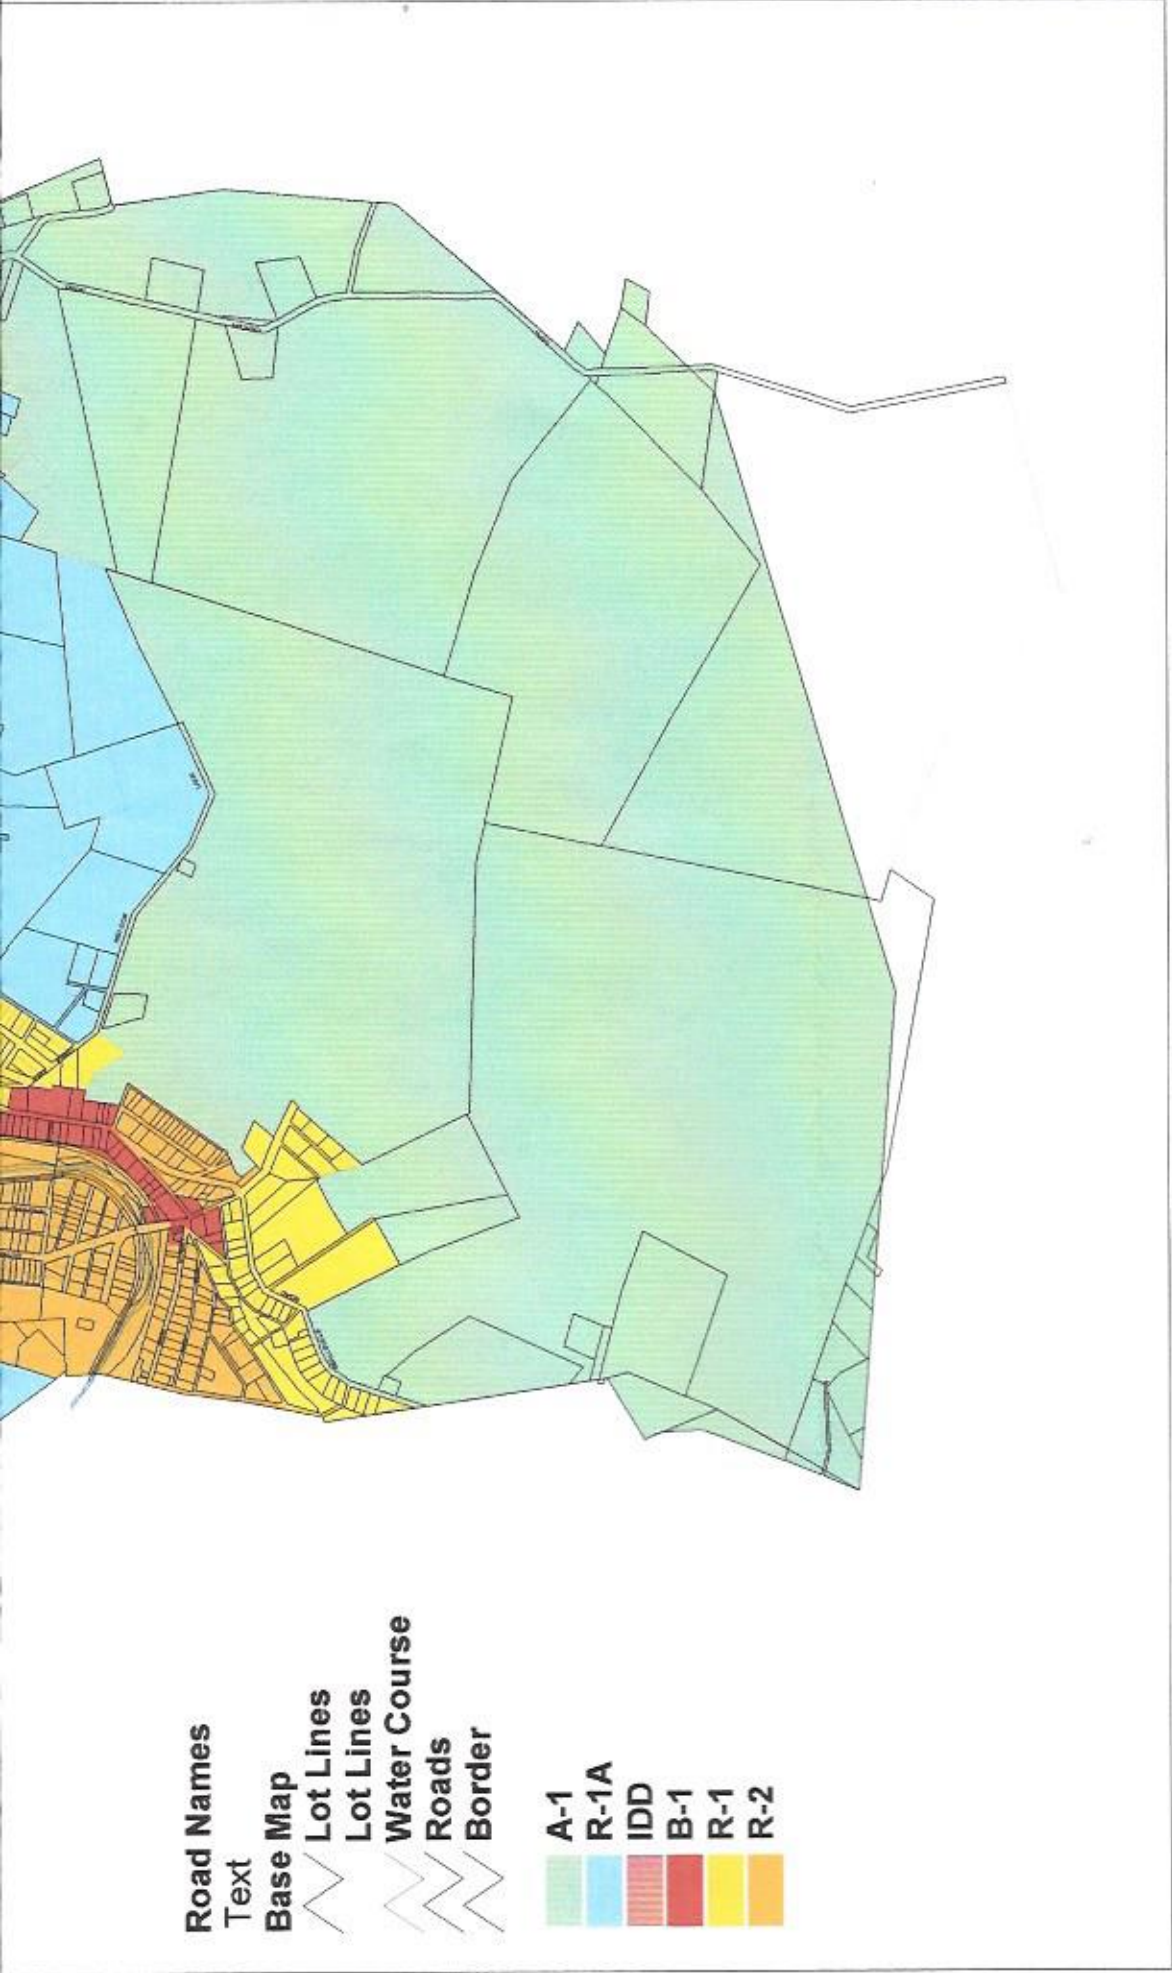 Road Names
Text
Base Map
Lot Lines
Lot Lines
Water Course
Roads
Border
A-1
R-1A
IDD
B-1
R-1
R-2